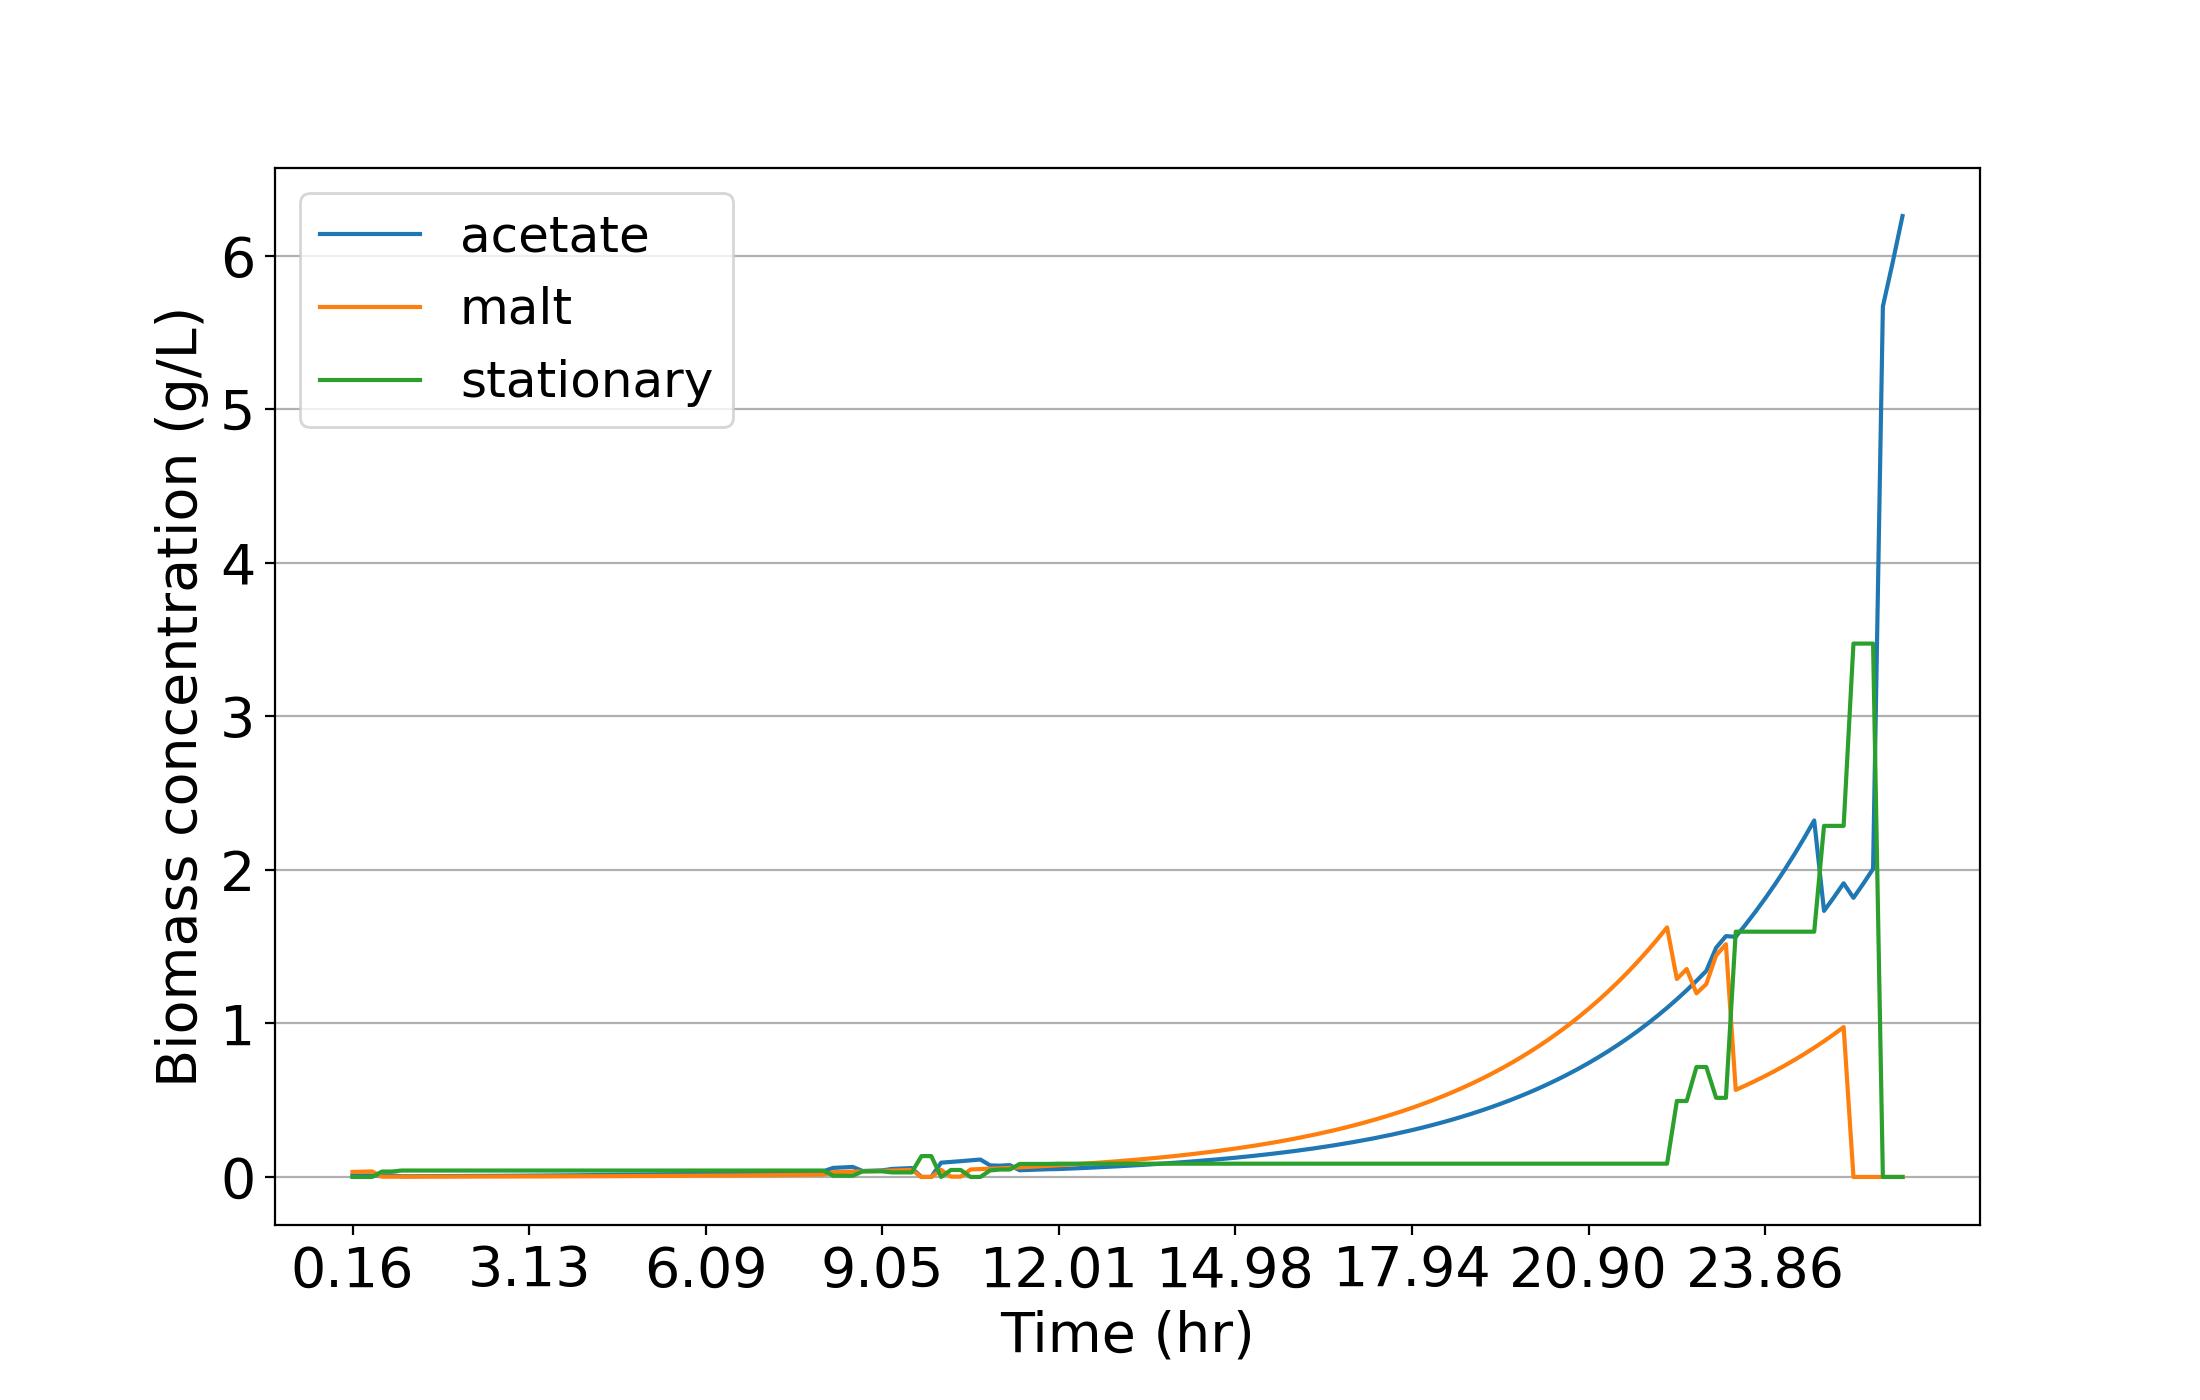 acetate
malt
stationary
Biomass concentration (g/L)
6
5
4
3
2
1
0
0.16 3.13 6.09 9.05 12.01 14.98 17.94 20.90 23.86
Time (hr)